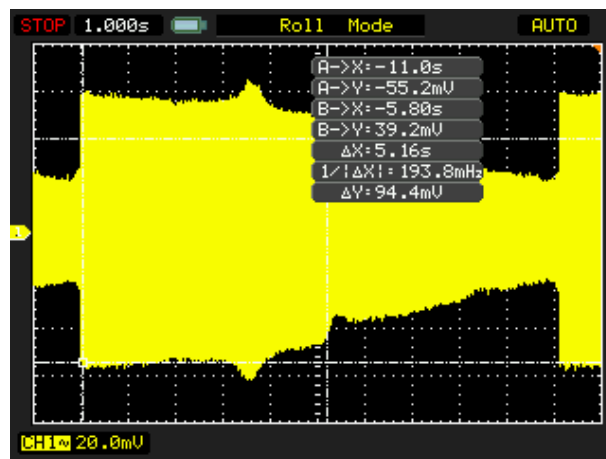 STOP 1.000s Roll Mode AUTO
A->X:-11.0s
A->Y:-55.2mV
B->X:-5.80s
B->Y:39.2mV
ΔX:5.16s
1/|ΔX|:193.8mHz
ΔY:94.4mV
1
CH1~ 20.0mV